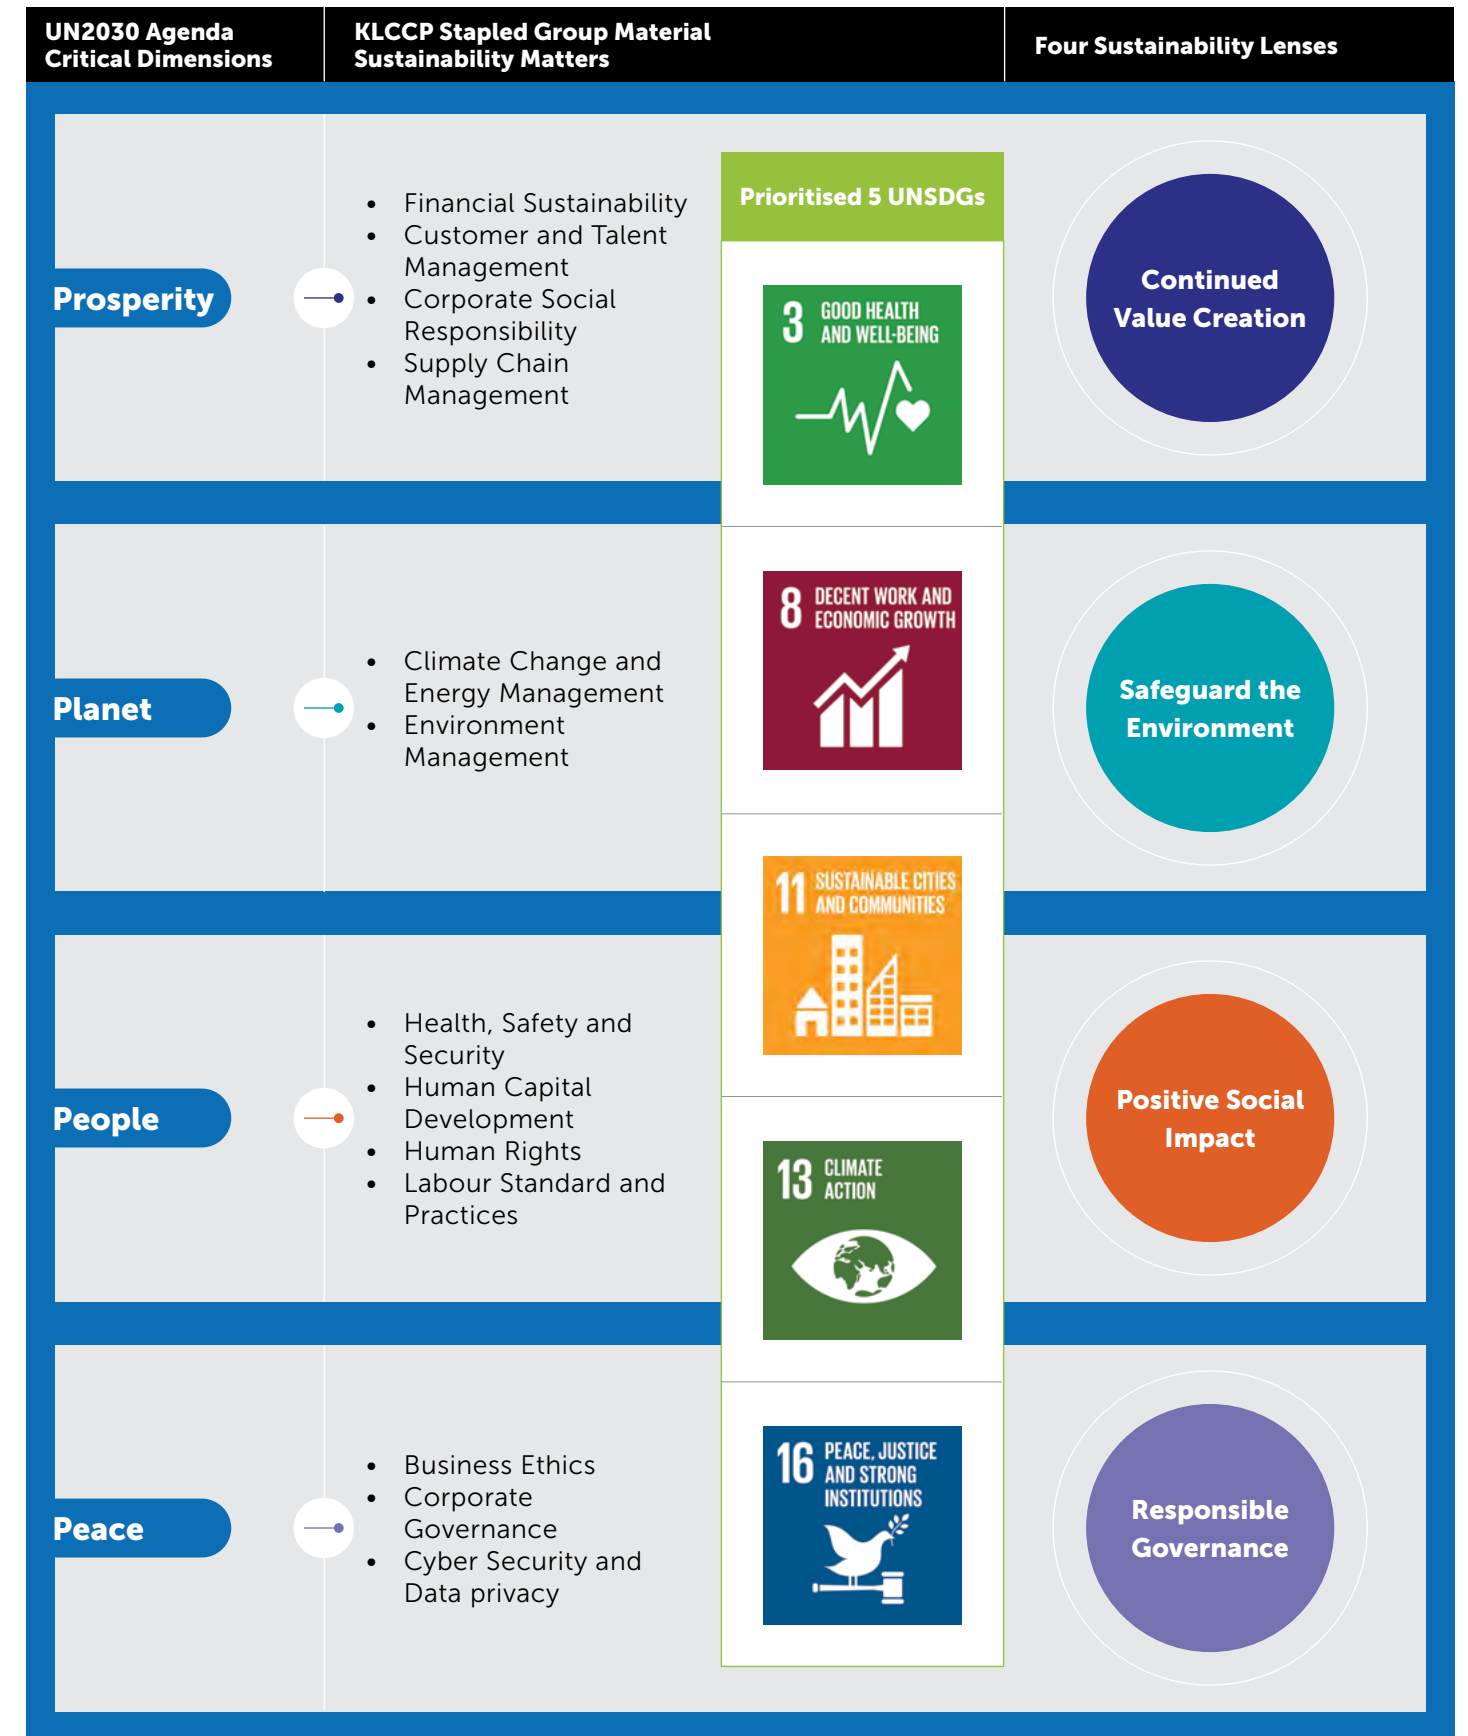 UN2030 Agenda
Critical Dimensions
KLCCP Stapled Group Material
Sustainability Matters
Four Sustainability Lenses
Prosperity
• Financial Sustainability
• Customer and Talent
Management
• Corporate Social
Responsibility
• Supply Chain
Management
Prioritised 5 UNSDGs
3 GOOD HEALTH
AND WELL-BEING
Continued
Value Creation
Planet
• Climate Change and
Energy Management
• Environment
Management
8 DECENT WORK AND
ECONOMIC GROWTH
Safeguard the
Environment
11 SUSTAINABLE CITIES
AND COMMUNITIES
People
• Health, Safety and
Security
• Human Capital
Development
• Human Rights
• Labour Standard and
Practices
13 CLIMATE
ACTION
Positive Social
Impact
Peace
• Business Ethics
• Corporate
Governance
• Cyber Security and
Data privacy
16 PEACE, JUSTICE
AND STRONG
INSTITUTIONS
Responsible
Governance